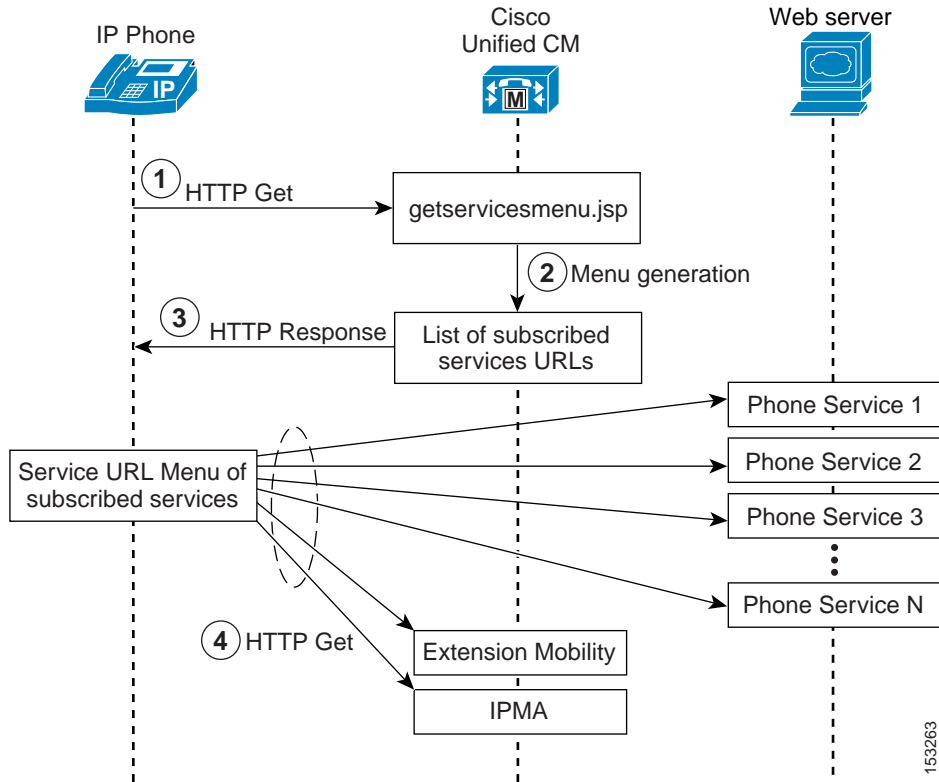 IP Phone
Cisco
Unified CM
Web server
IP
M
1
HTTP Get
getservicesmenu.jsp
2
Menu generation
3
HTTP Response
List of subscribed
services URLs
Service URL Menu of
subscribed services
Phone Service 1
Phone Service 2
Phone Service 3
Phone Service N
4
HTTP Get
Extension Mobility
IPMA
153263